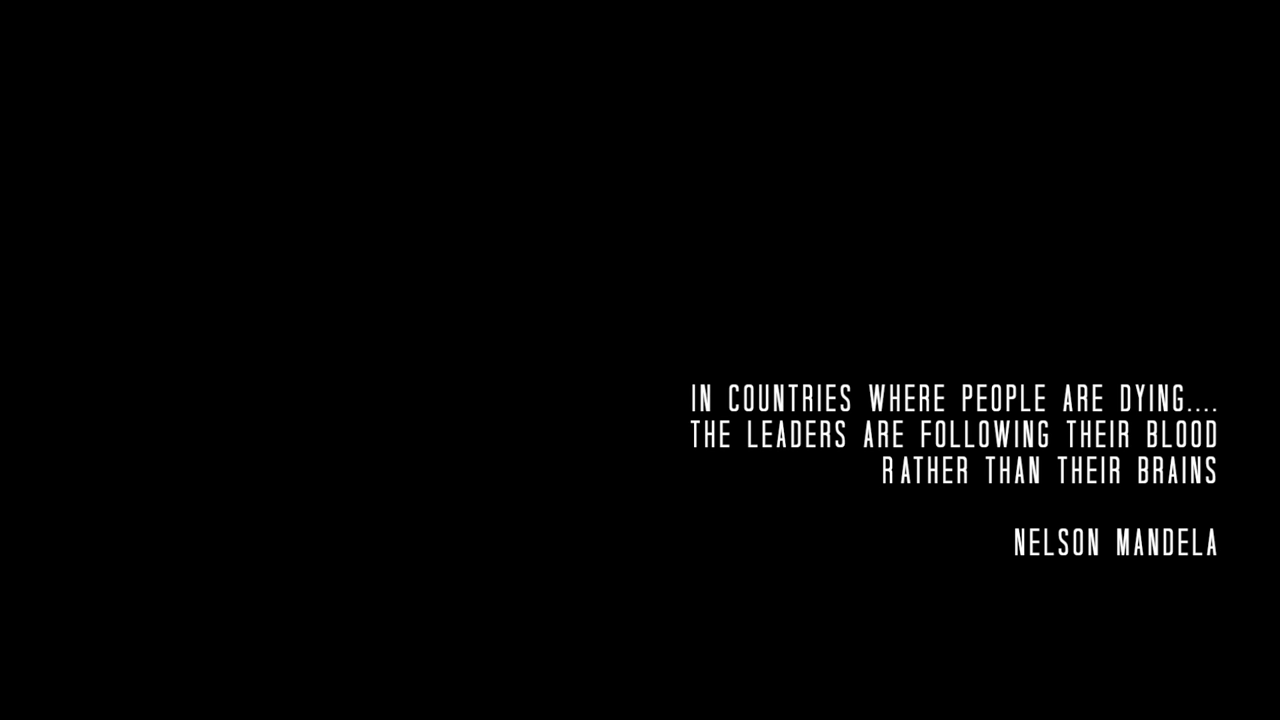 IN COUNTRIES WHERE PEOPLE ARE DYING....
THE LEADERS ARE FOLLOWING THEIR BLOOD
RATHER THAN THEIR BRAINS
NELSON MANDELA